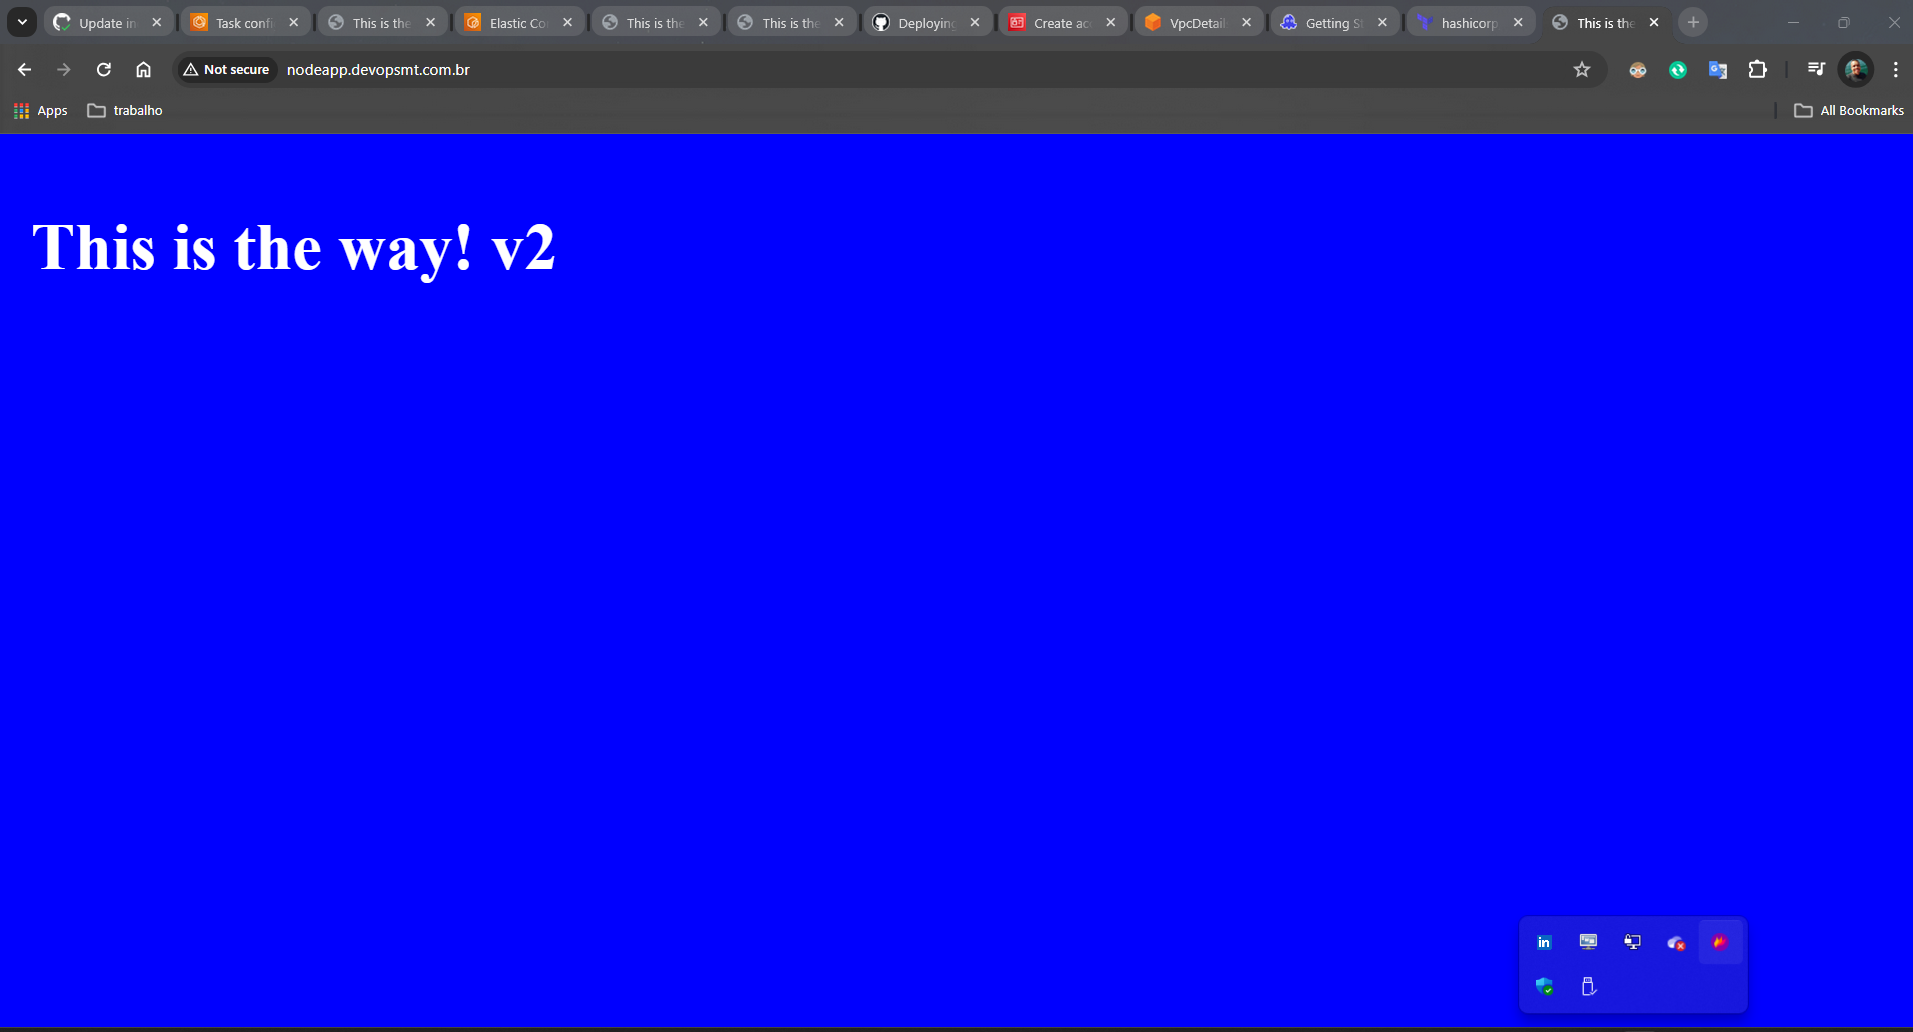 Update in
Task confi
This is the
Elastic Co
This is the
This is the
Deploying
Create acc
VpcDetail
Getting S
hashicorp
This is the
Not secure
nodeapp.devopsmt.com.br
Apps
trabalho
All Bookmarks
This is the way! v2
in